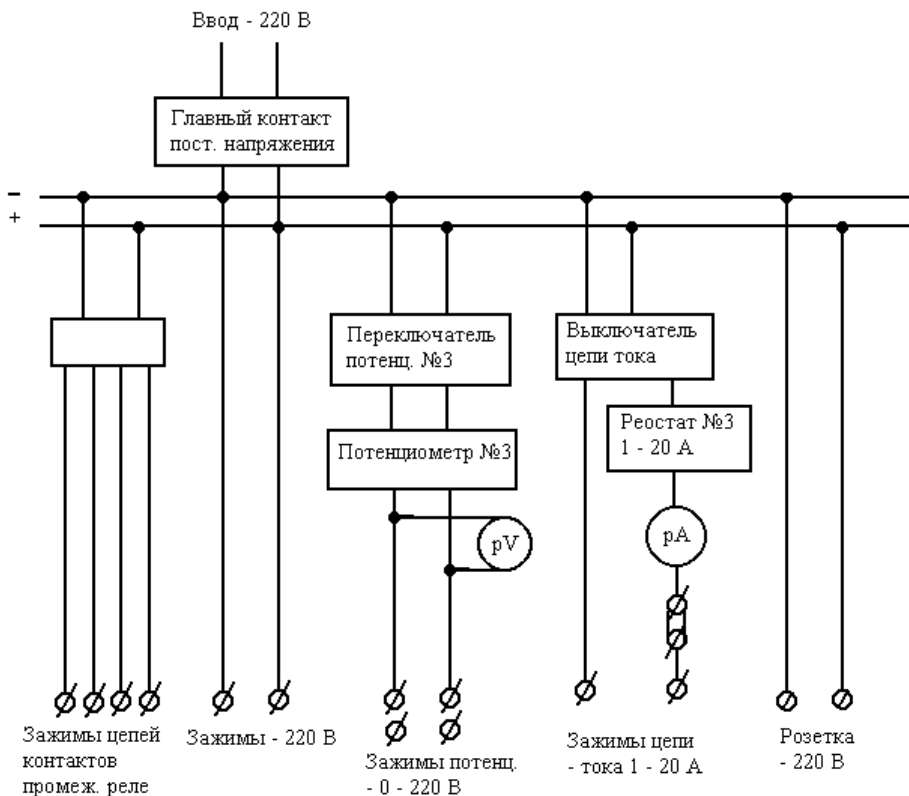 Ввод - 220 В
Главный контакт
пост. напряжения
–
+
Переключатель
потенц. №3
Выключатель
цепи тока
Потенциометр №3
Реостат №3
1 - 20 А
pV
pA
Зажимы цепей
контактов
промеж. реле
Зажимы - 220 В
Зажимы потенц.
- 0 - 220 В
Зажимы цепи
- тока 1 - 20 А
Розетка
- 220 В